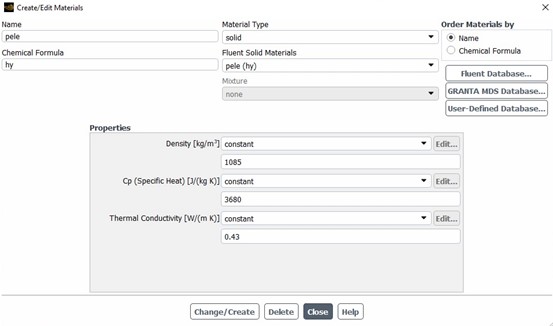 Create/Edit Materials
Name
pele
Material Type
solid
Order Materials by
Name
Chemical Formula
Chemical Formula
hy
Fluent Solid Materials
pele (hy)
Mixture
none
Fluent Database...
GRANTA MDS Database...
User-Defined Database...
Properties
Density [kg/m³] constant Edit...
1085
Cp (Specific Heat) [J/(kg K)] constant Edit...
3680
Thermal Conductivity [W/(m K)] constant Edit...
0.43
Change/Create Delete Close Help